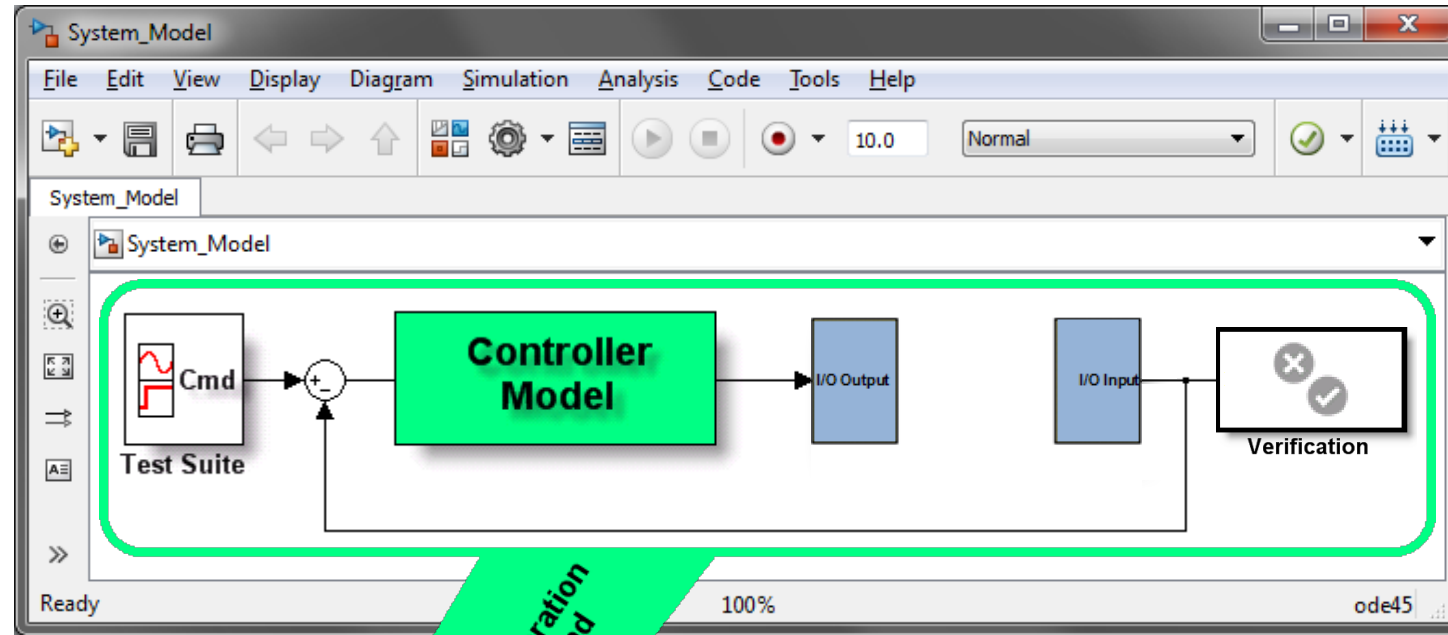 System_Model
File Edit View Display Diagram Simulation Analysis Code Tools Help
10.0 Normal
System_Model
System_Model
Cmd
Test Suite
+
-
Controller
Model
I/O Output
I/O Input
Verification
Ready 100% ode45